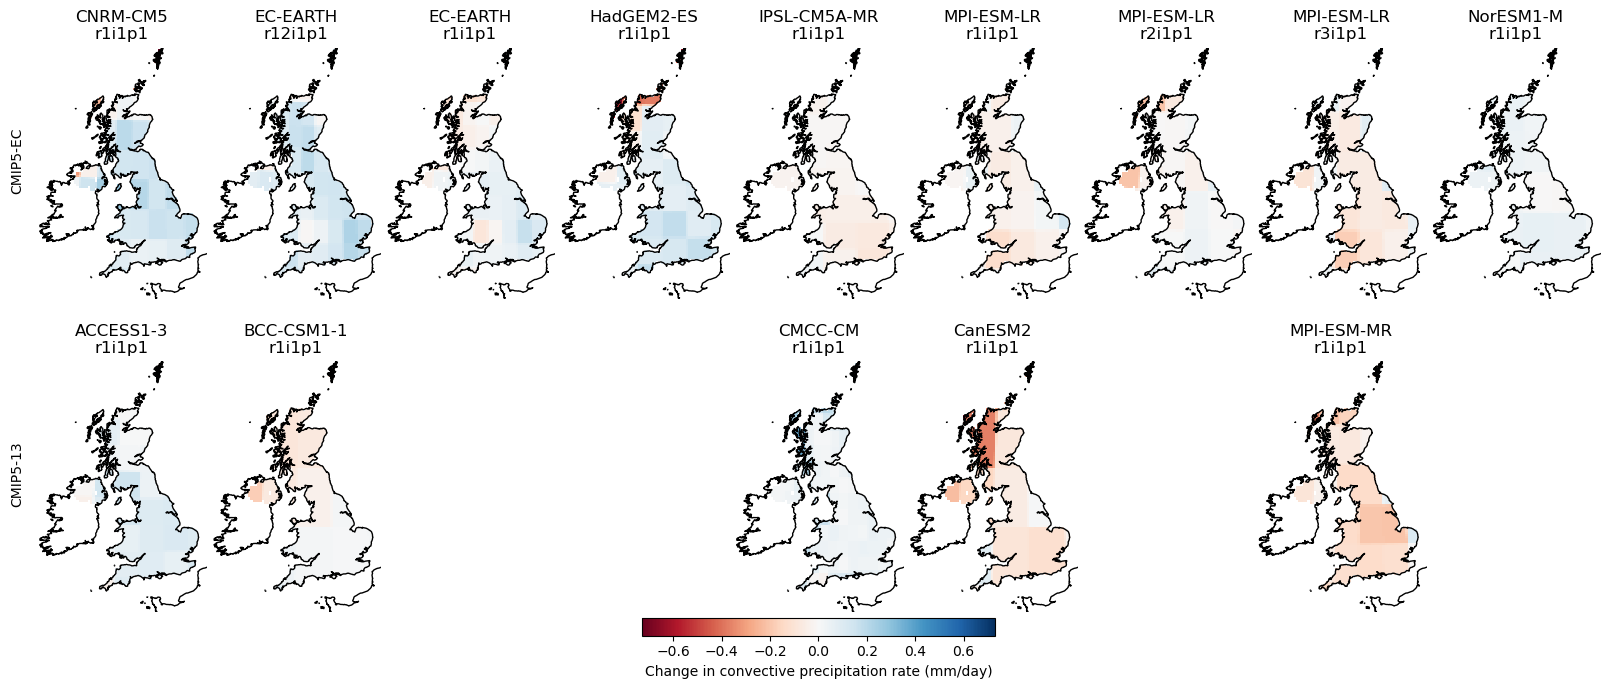 CNRM-CM5
r1i1p1
EC-EARTH
r12i1p1
EC-EARTH
r1i1p1
HadGEM2-ES
r1i1p1
IPSL-CM5A-MR
r1i1p1
MPI-ESM-LR
r1i1p1
MPI-ESM-LR
r2i1p1
MPI-ESM-LR
r3i1p1
NorESM1-M
r1i1p1
CMIP5-EC
ACCESS1-3
r1i1p1
BCC-CSM1-1
r1i1p1
CMCC-CM
r1i1p1
CanESM2
r1i1p1
MPI-ESM-MR
r1i1p1
CMIP5-13
−0.6 −0.4 −0.2 0.0 0.2 0.4 0.6
Change in convective precipitation rate (mm/day)